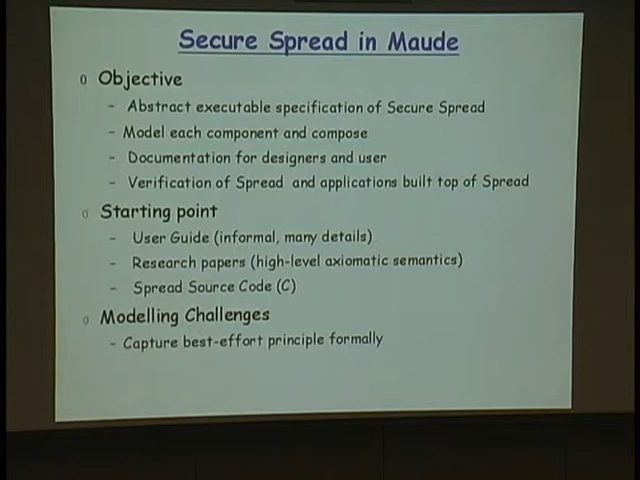 Secure Spread in Maude
o Objective
- Abstract executable specification of Secure Spread
- Model each component and compose
- Documentation for designers and user
- Verification of Spread and applications built top of Spread
o Starting point
- User Guide (informal, many details)
- Research papers (high-level axiomatic semantics)
- Spread Source Code (C)
o Modelling Challenges
- Capture best-effort principle formally